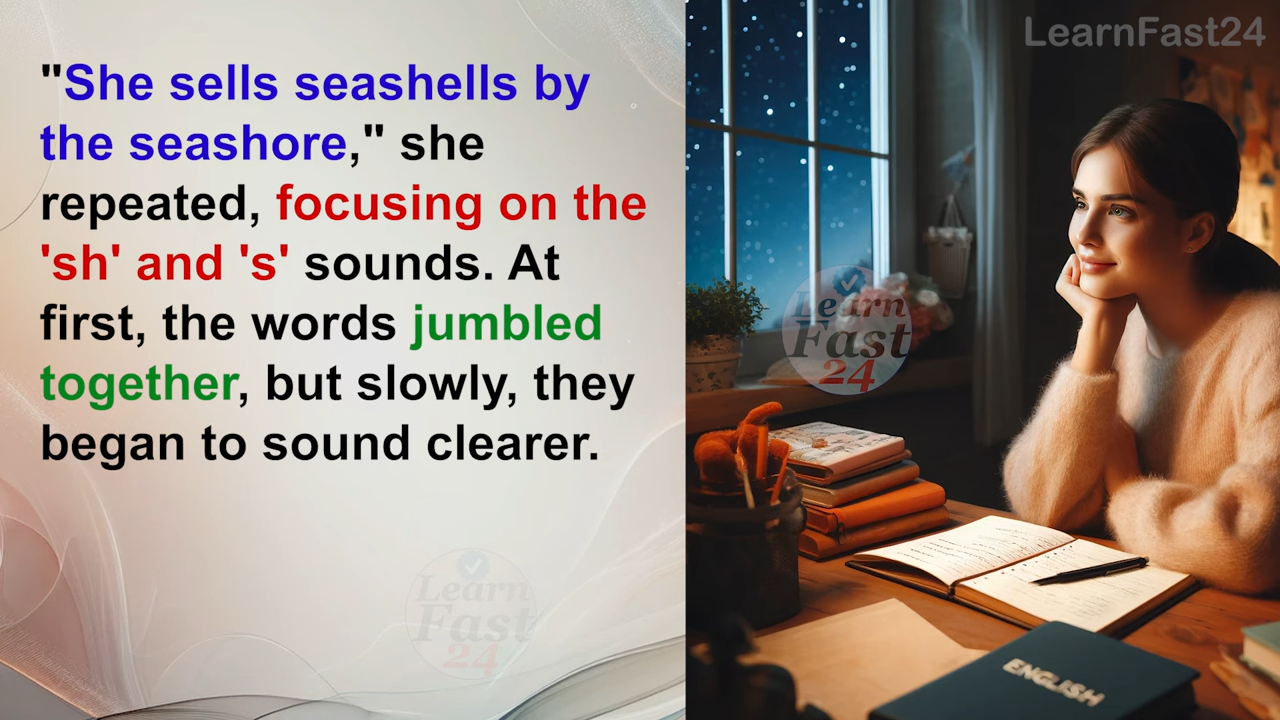 "She sells seashells by
the seashore," she
repeated, focusing on the
'sh' and 's' sounds. At
first, the words jumbled
together, but slowly, they
began to sound clearer.
Learn
Fast
24
LearnFast24
Learn
Fast
24
ENGLISH